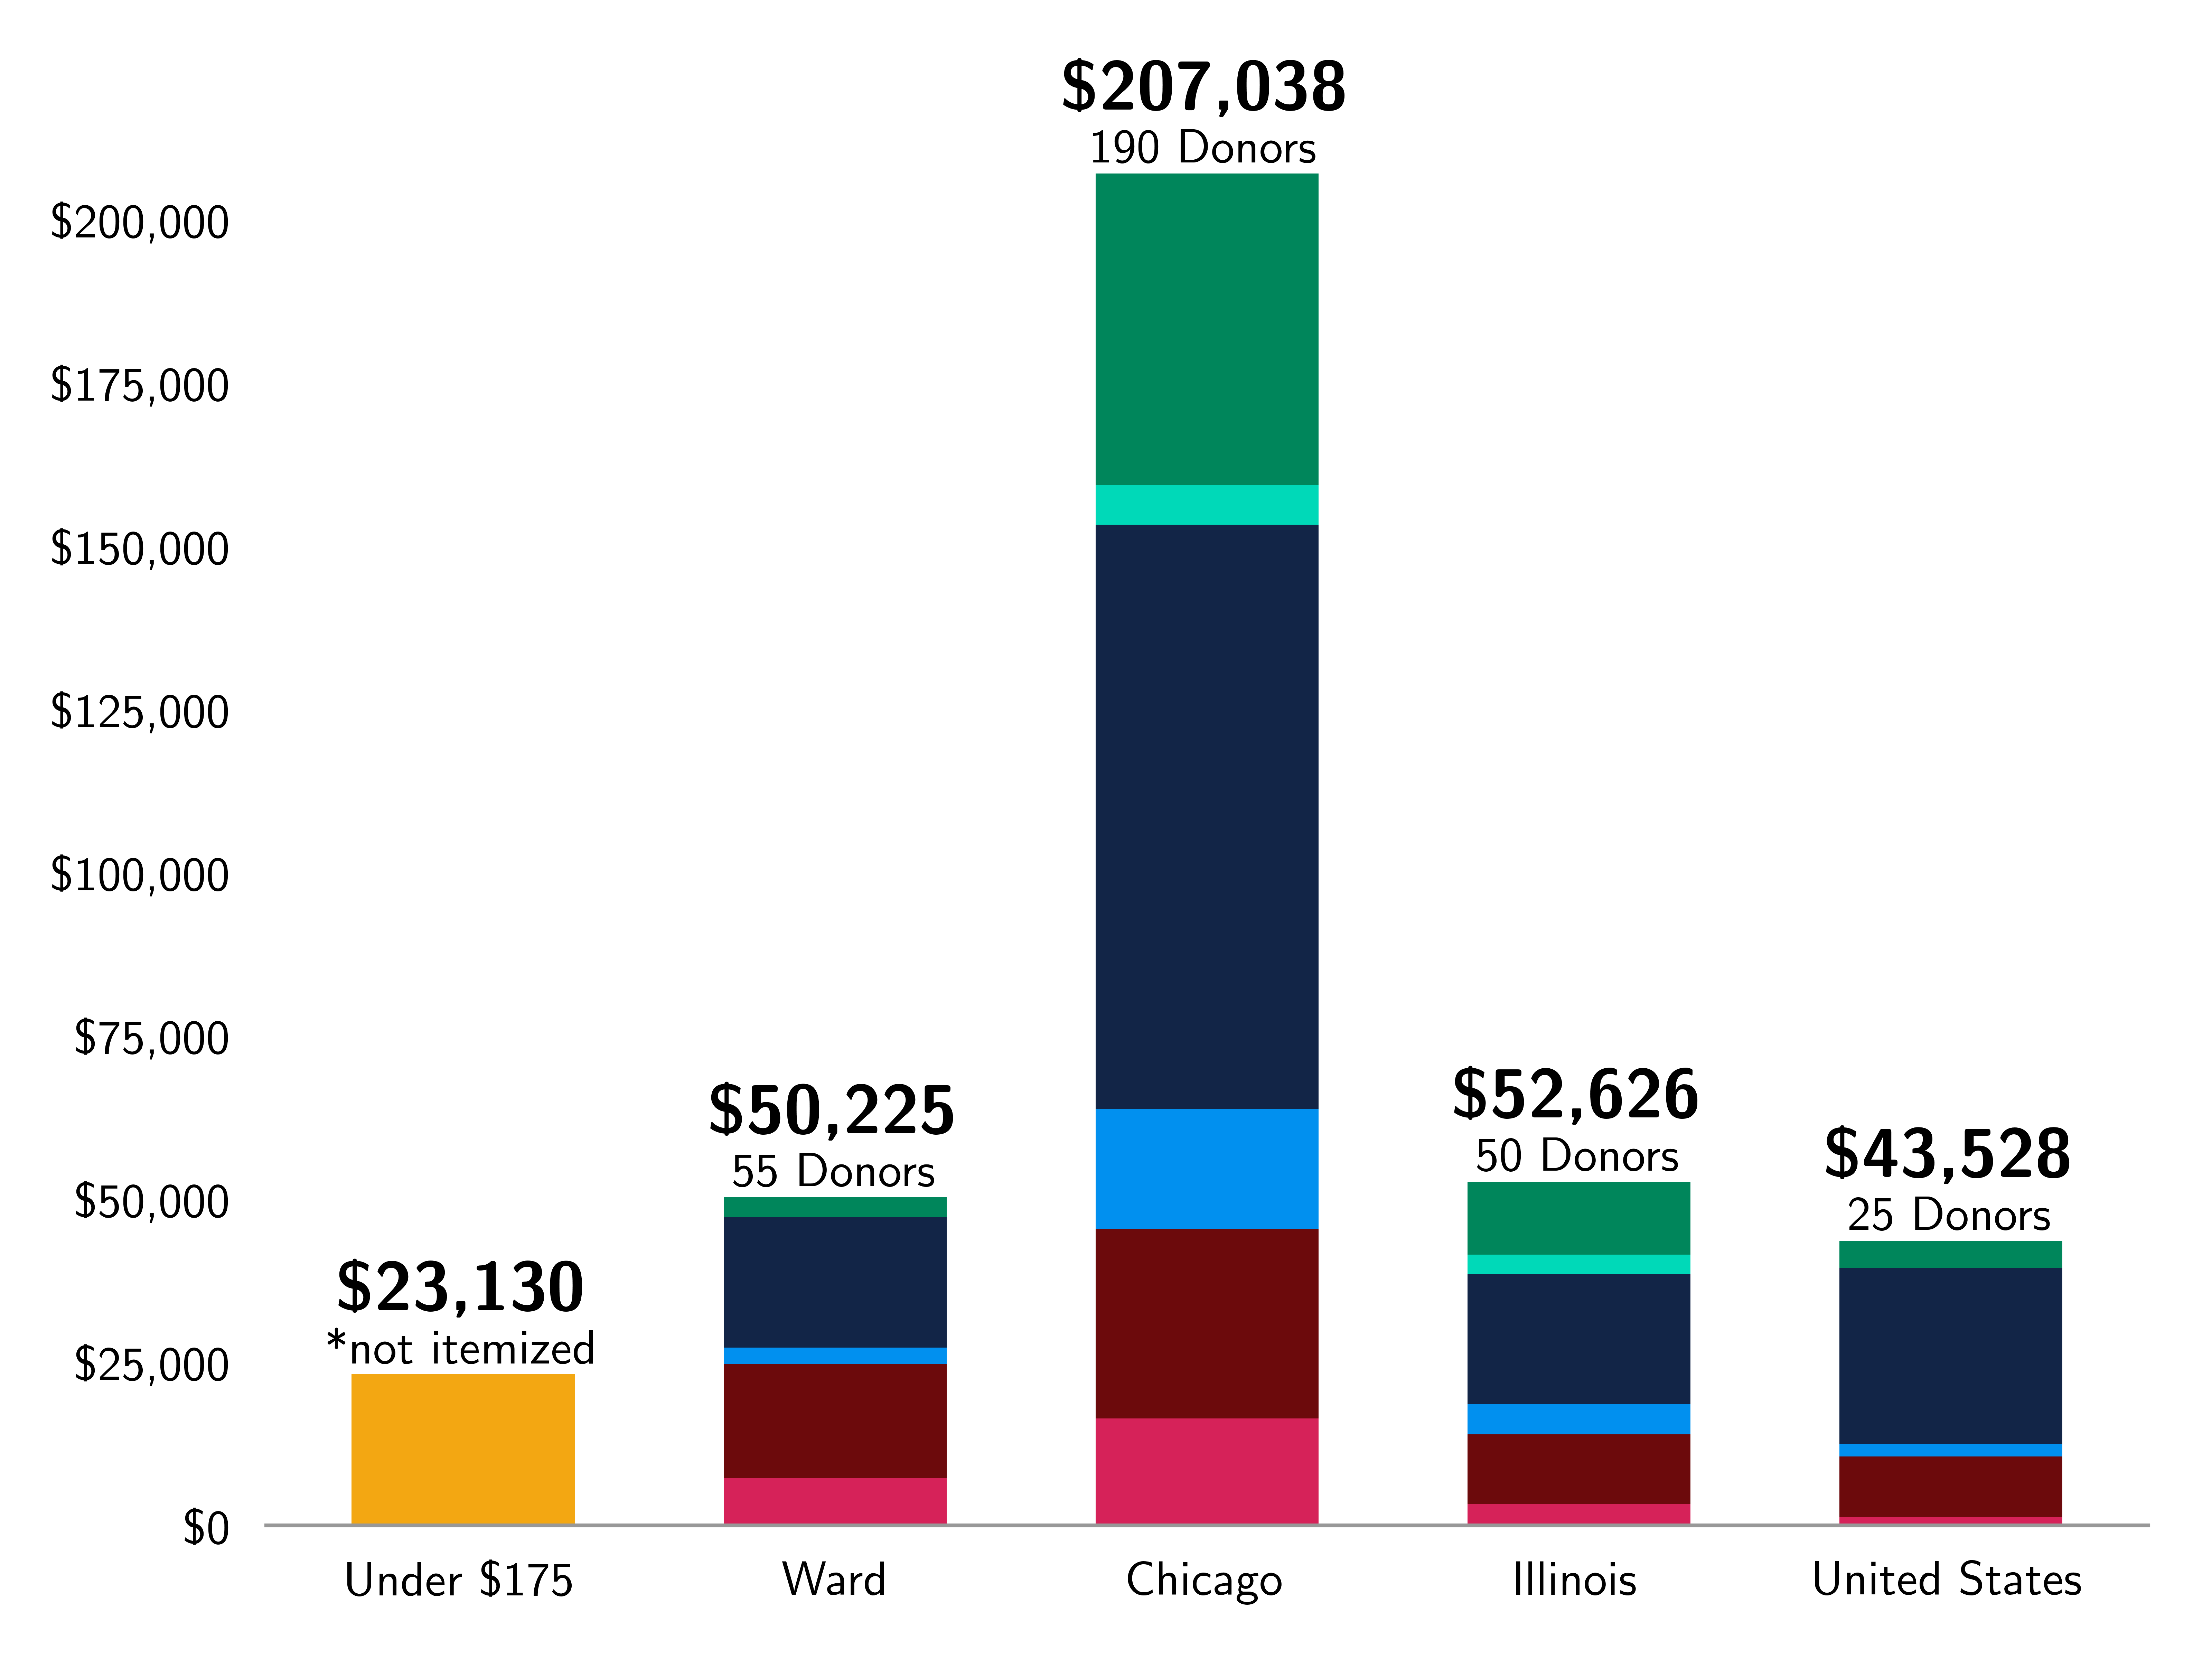 $207,038
190 Donors
$200,000
$175,000
$150,000
$125,000
$100,000
$75,000
$50,000
$25,000
$0
$23,130
*not itemized
$50,225
55 Donors
$52,626
50 Donors
$43,528
25 Donors
Under $175
Ward
Chicago
Illinois
United States